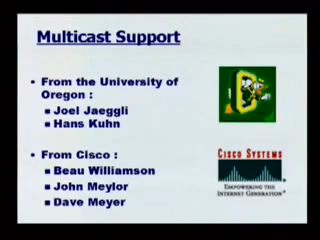 Multicast Support
From the University of
Oregon :
Joel Jaeggli
Hans Kuhn
From Cisco :
Beau Williamson
John Meylor
Dave Meyer
CISCO SYSTEMS
EMPOWERING THE
INTERNET GENERATION